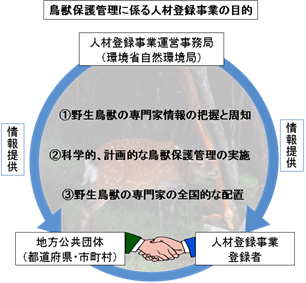 鳥獣保護管理に係る人材登録事業の目的
人材登録事業運営事務局
(環境省自然環境局)
①野生鳥獣の専門家情報の把握と周知
情報提供
②科学的、計画的な鳥獣保護管理の実施
情報提供
③野生鳥獣の専門家の全国的な配置
地方公共団体
(都道府県・市町村)
人材登録事業
登録者